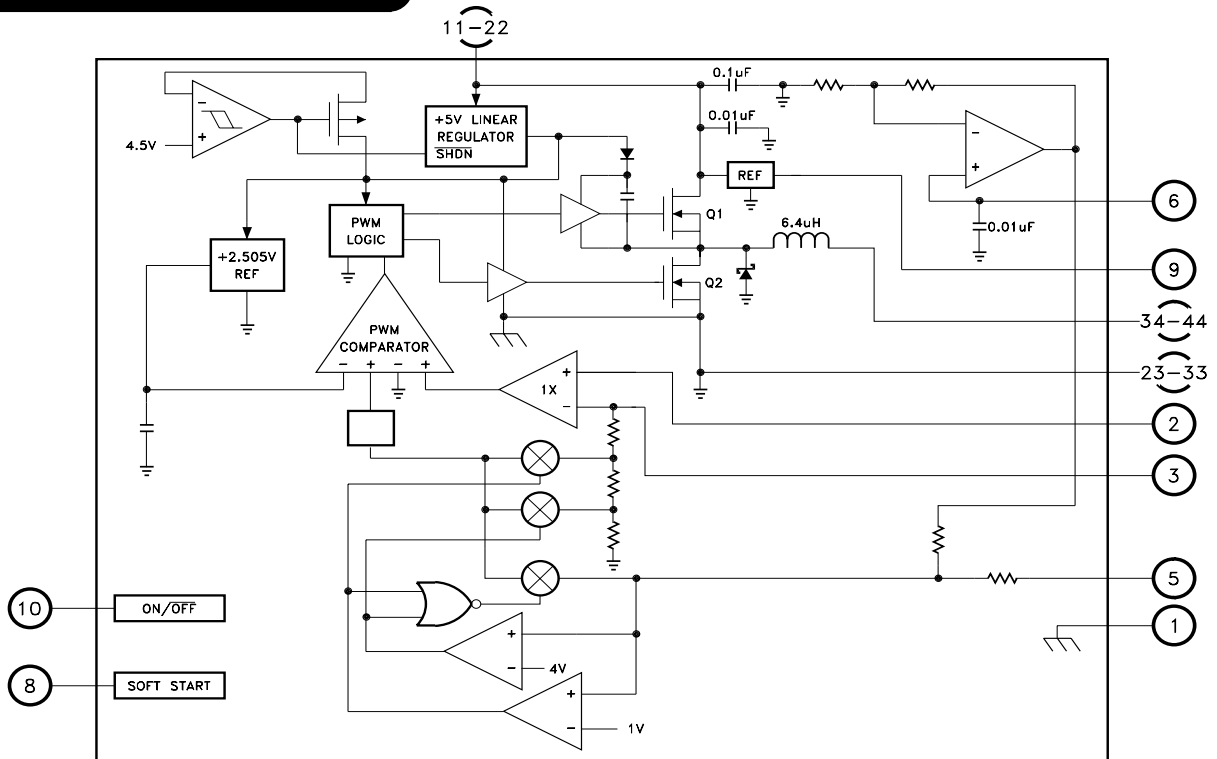 11-22
0.1uF
+5V LINEAR
REGULATOR
SHDN
0.01uF
-
+
4.5V
-
+
REF
6
PWM
LOGIC
Q1
6.4uH
0.01uF
+2.505V
REF
9
Q2
34-44
PWM
COMPARATOR
- + - +
23-33
1X
+
-
2
3
5
10
ON/OFF
1
+
-
4V
8
SOFT START
+
-
1V